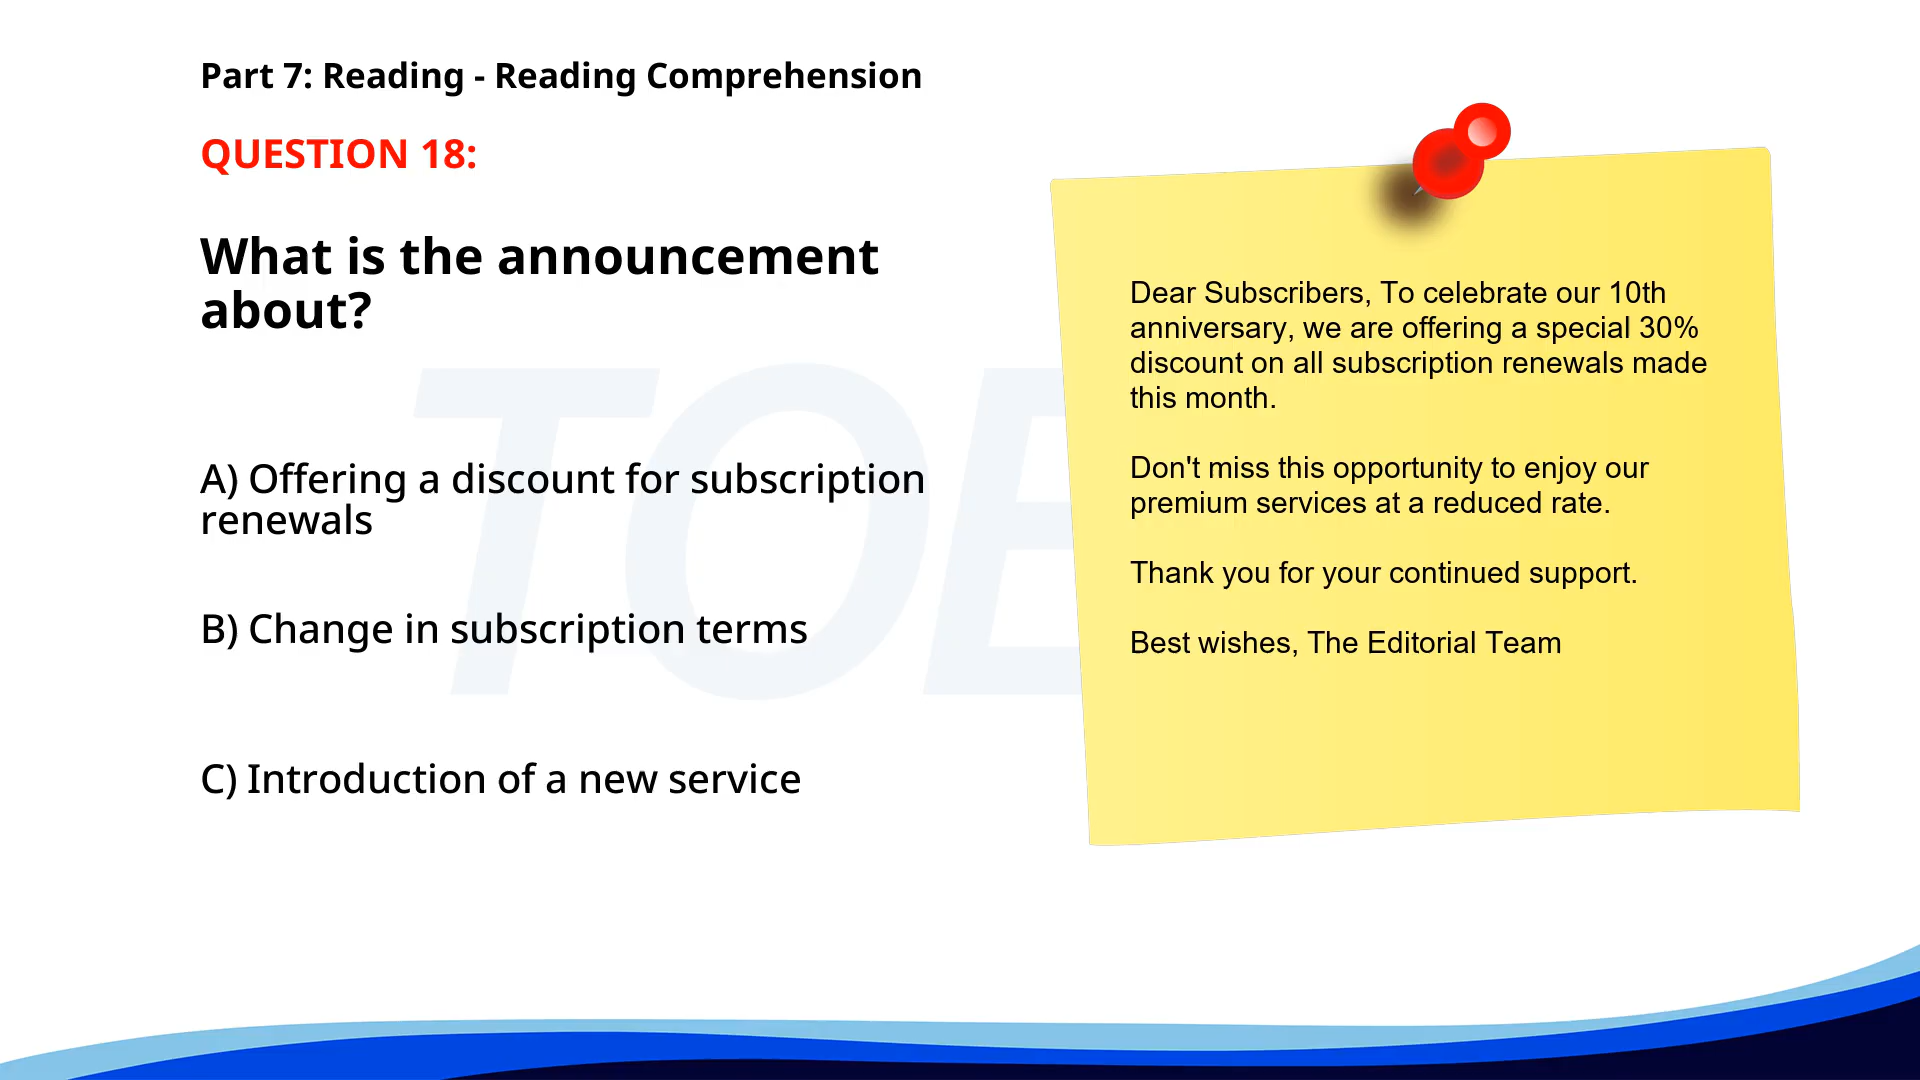 Part 7: Reading - Reading Comprehension
QUESTION 18:
What is the announcement
about?
A) Offering a discount for subscription
renewals
B) Change in subscription terms
C) Introduction of a new service
Dear Subscribers, To celebrate our 10th
anniversary, we are offering a special 30%
discount on all subscription renewals made
this month.
Don't miss this opportunity to enjoy our
premium services at a reduced rate.
Thank you for your continued support.
Best wishes, The Editorial Team